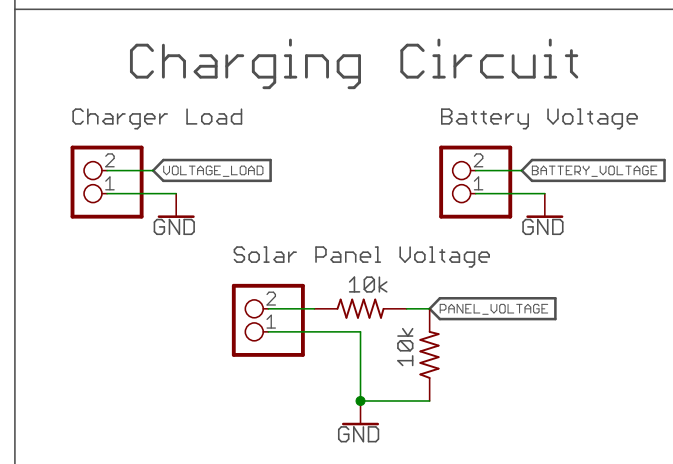 Charging Circuit
Charger Load
Battery Voltage
2
VOLTAGE_LOAD
1
GND
2
BATTERY_VOLTAGE
1
GND
Solar Panel Voltage
10k
2
PANEL_VOLTAGE
1
10k
GND